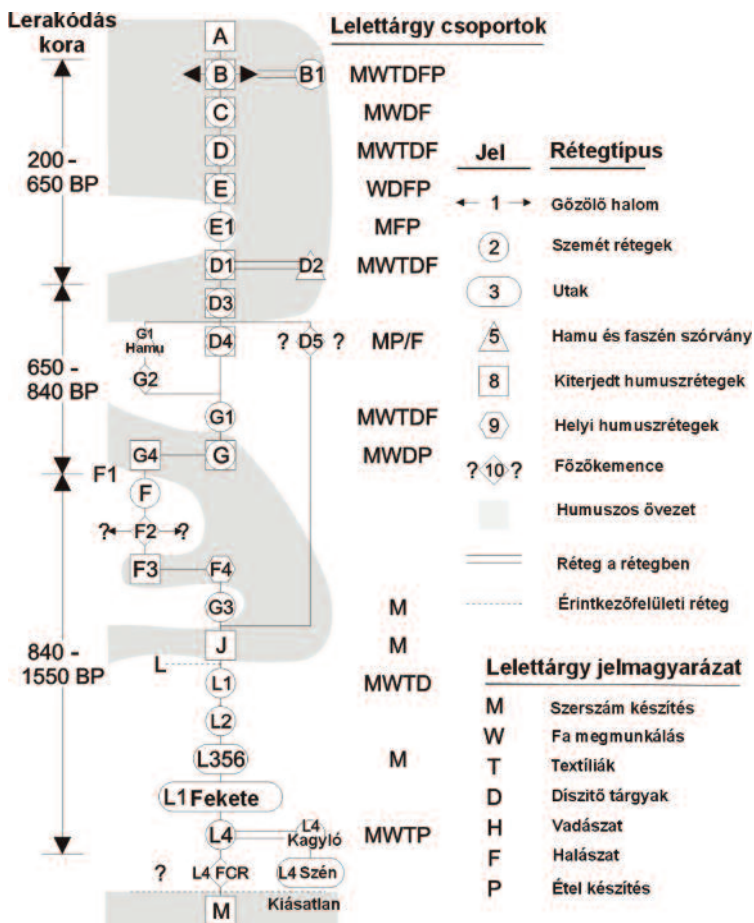 Lerakódás
kora
Lelettárgy csoportok
A
B B1 MWTDFP
C MWDF
D MWTDF
200 -
650 BP
E WDFP
E1 MFP
D1 D2 MWTDF
D3
G1
Hamu
D4 ? D5 ? MP/F
G2
650 -
840 BP
G1 MWTDF
G4 G MWDP
F1
F
? F2 ?
F3 F4
G3 M
J M
840 -
1550 BP
L
L1 MWTD
L2
L356 M
L1 Fekete
L4 L4
Kagyló MWTP
? L4 FCR L4 Szén
M Kiásatlan
Jel Rétegtípus
1 Gőzölő halom
2 Szemét rétegek
3 Utak
5 Hamu és faszén szórvány
8 Kiterjedt humuszrétegek
9 Helyi humuszrétegek
? 10 ? Főzőkemence
Humuszos övezet
Réteg a rétegben
Érintkezőfelületi réteg
Lelettárgy jelmagyarázat
M Szerszám készítés
W Fa megmunkálás
T Textíliák
D Díszitő tárgyak
H Vadászat
F Halászat
P Étel készítés